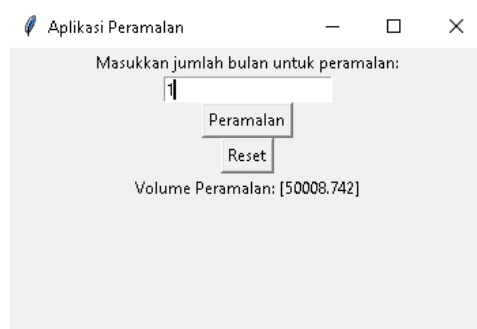 Aplikasi Peramalan
Masukkan jumlah bulan untuk peramalan:
1
Peramalan
Reset
Volume Peramalan: [50008.742]